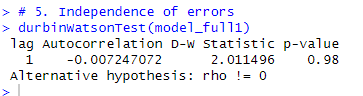 > # 5. Independence of errors
> durbinWatsonTest(model_full1)
lag Autocorrelation D-W Statistic p-value
1 -0.007247072 2.011496 0.98
Alternative hypothesis: rho != 0
>